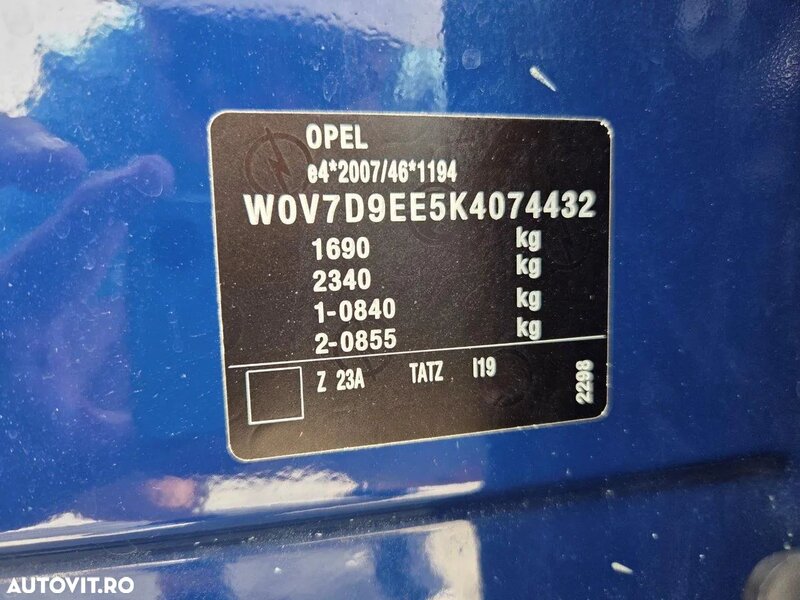 OPEL
e4*2007/46*1194
W0V7D9EE5K4074432
1690 kg
2340 kg
1-0840 kg
2-0855 kg
Z 23A TATZ I19
2298
AUTOVIT.RO